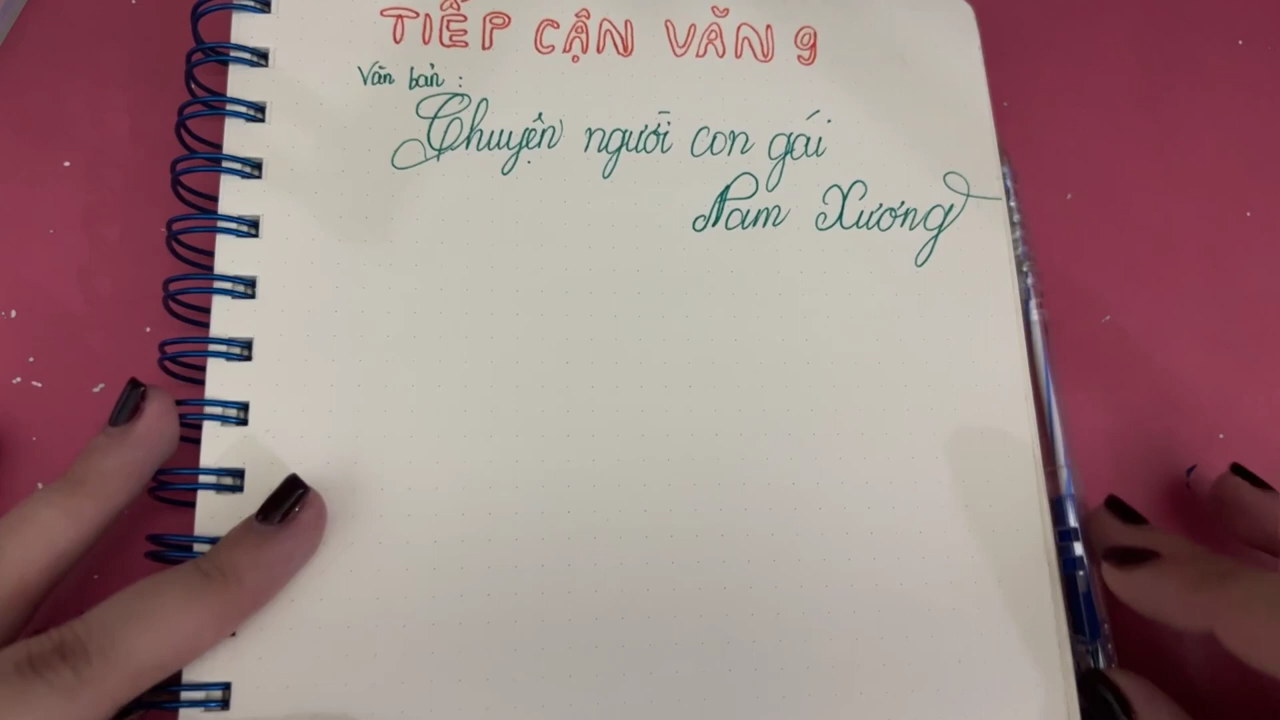 TIẾP CẬN VĂN 9
Văn bản :
Chuyện người con gái
Nam Xương